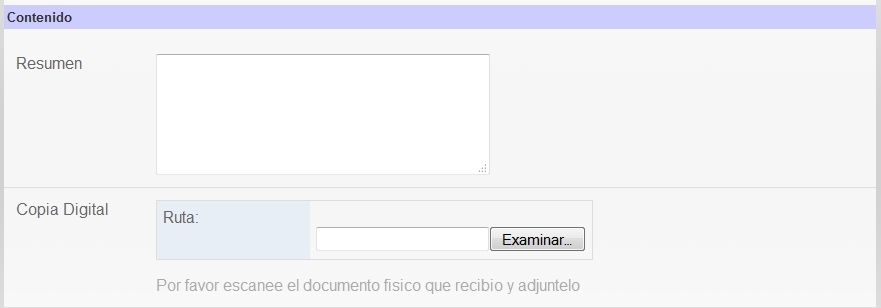 Contenido
Resumen
Copia Digital
Ruta:
Examinar...
Por favor escanee el documento fisico que recibio y adjuntelo